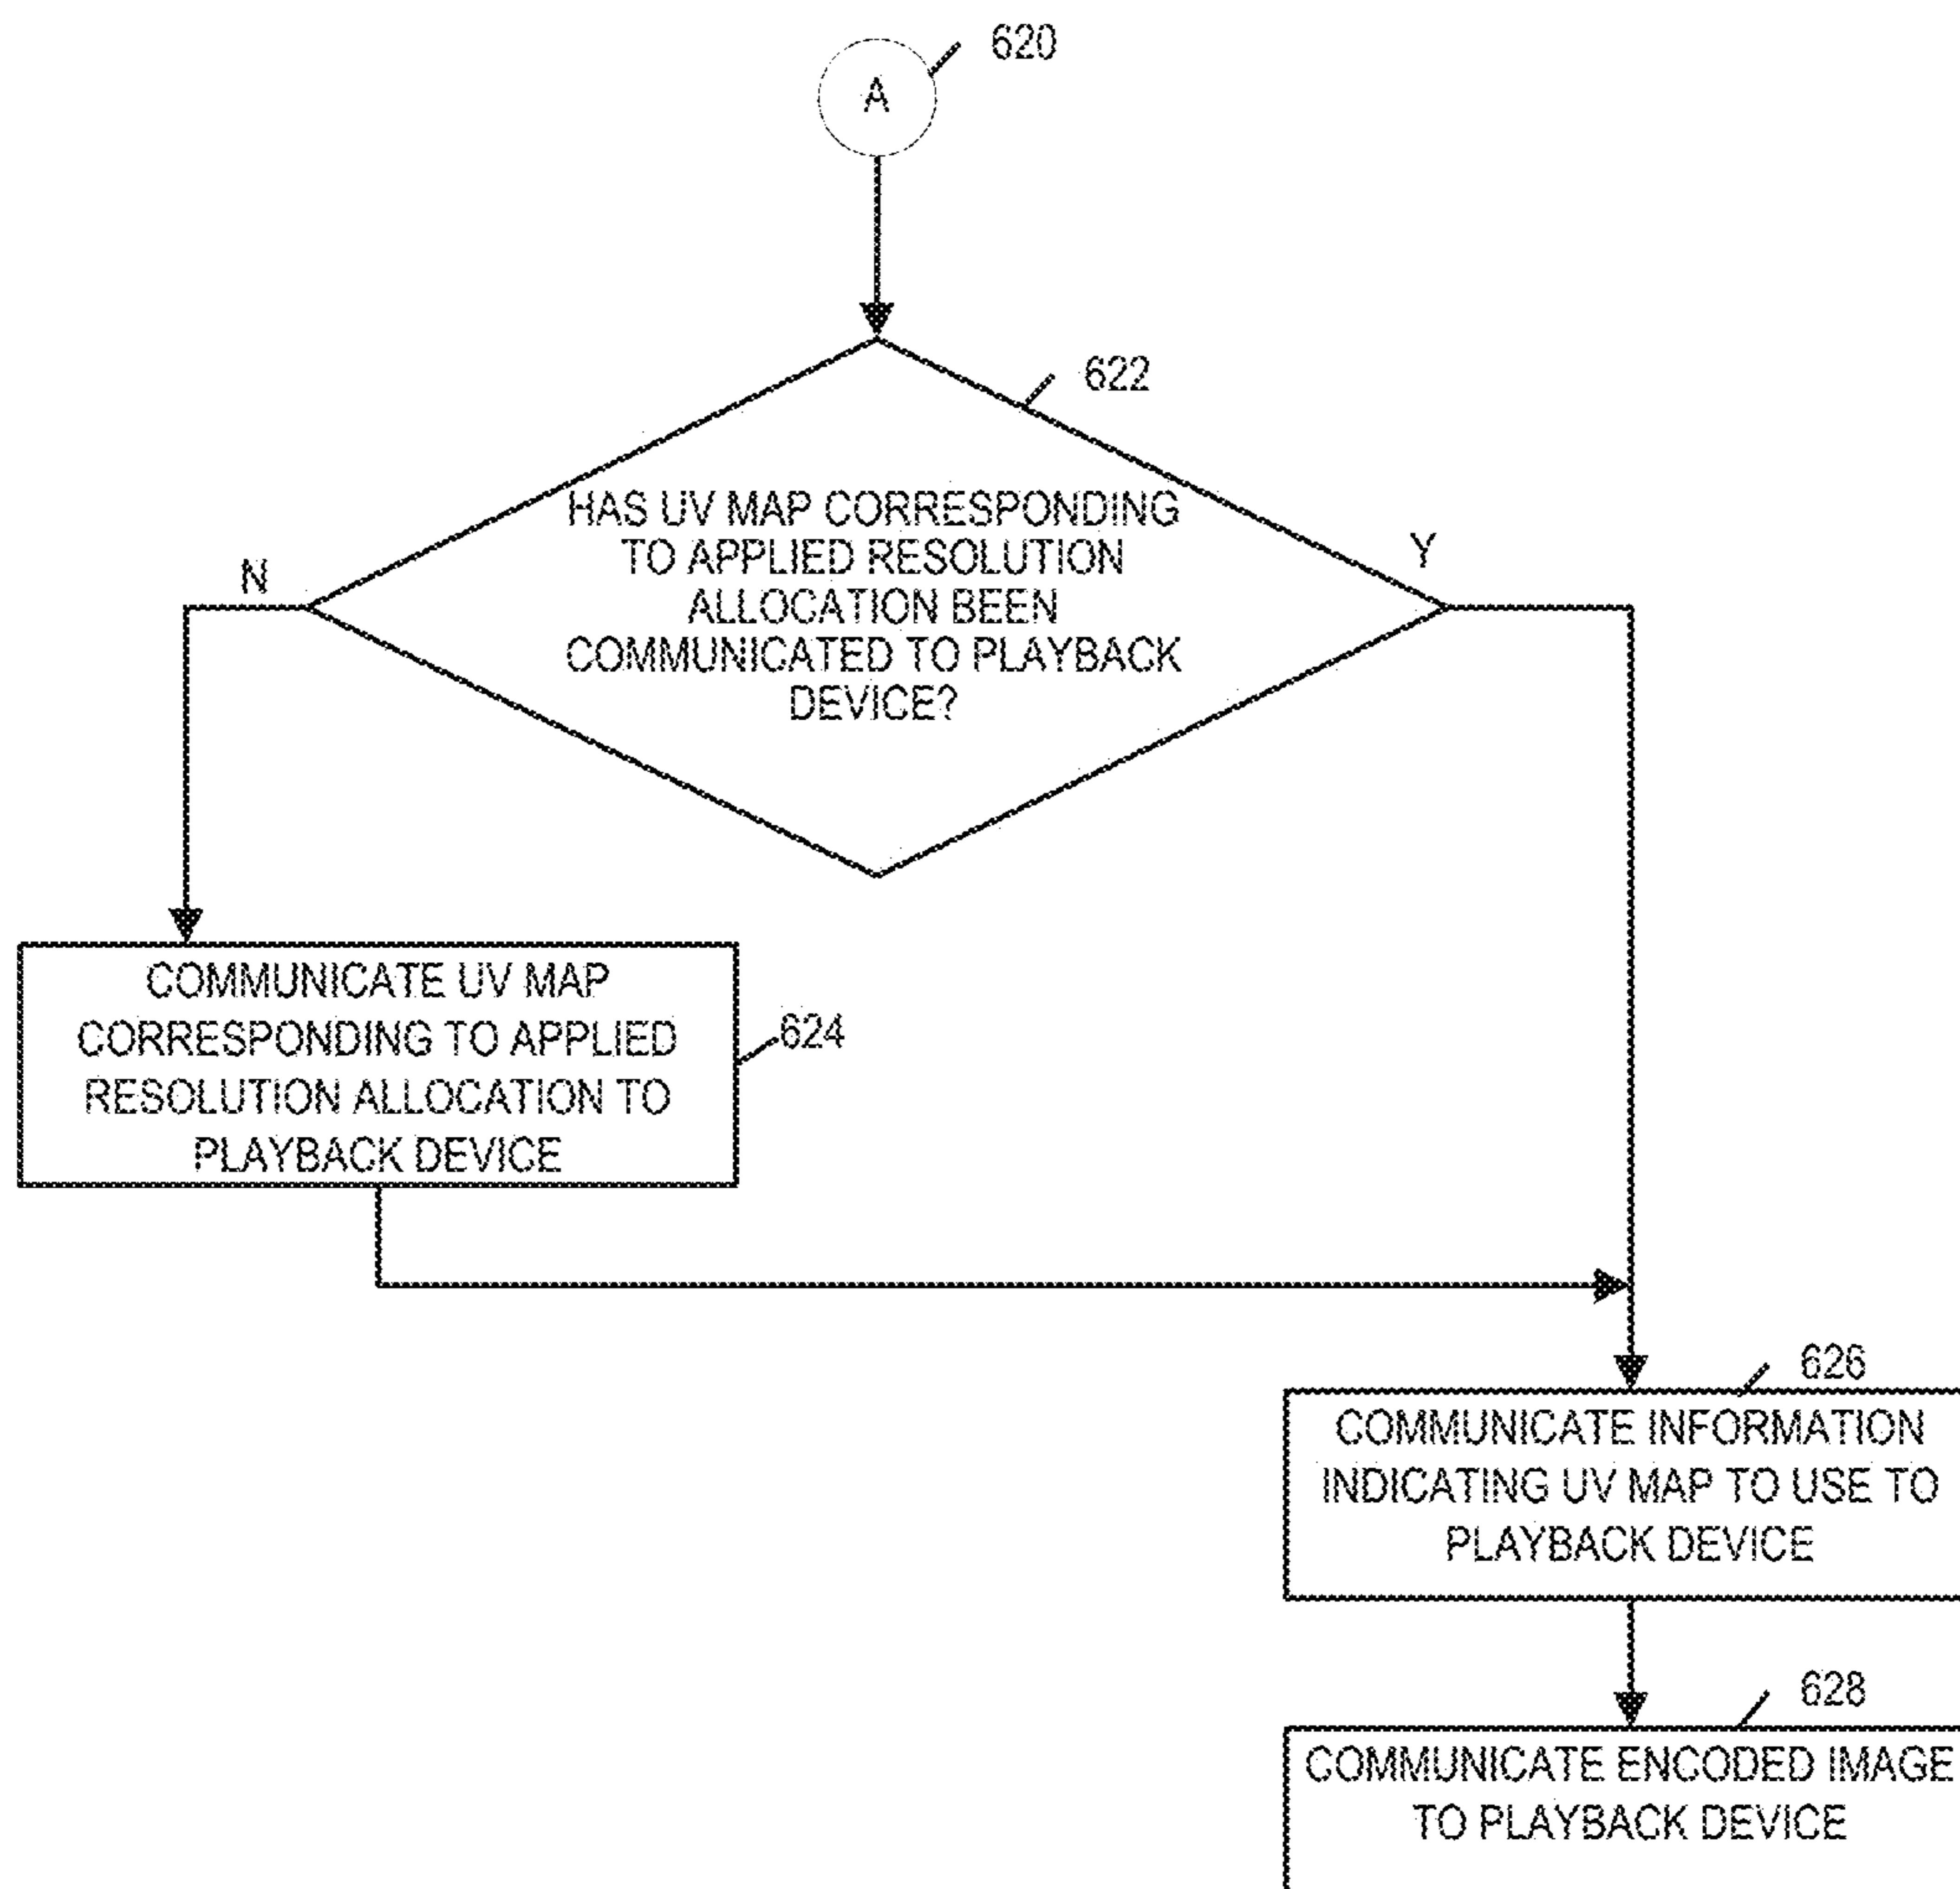 620
A
622
HAS UV MAP CORRESPONDING
TO APPLIED RESOLUTION
ALLOCATION BEEN
COMMUNICATED TO PLAYBACK
DEVICE?
N
Y
COMMUNICATE UV MAP
CORRESPONDING TO APPLIED
RESOLUTION ALLOCATION TO
PLAYBACK DEVICE
624
626
COMMUNICATE INFORMATION
INDICATING UV MAP TO USE TO
PLAYBACK DEVICE
628
COMMUNICATE ENCODED IMAGE
TO PLAYBACK DEVICE